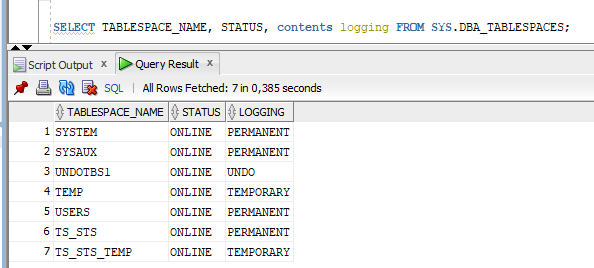 SELECT TABLESPACE_NAME, STATUS, contents logging FROM SYS.DBA_TABLESPACES;
Script Output x Query Result x
SQL | All Rows Fetched: 7 in 0,385 seconds
TABLESPACE_NAME STATUS LOGGING
1 SYSTEM ONLINE PERMANENT
2 SYSAUX ONLINE PERMANENT
3 UNDOTBS1 ONLINE UNDO
4 TEMP ONLINE TEMPORARY
5 USERS ONLINE PERMANENT
6 TS_STS ONLINE PERMANENT
7 TS_STS_TEMP ONLINE TEMPORARY